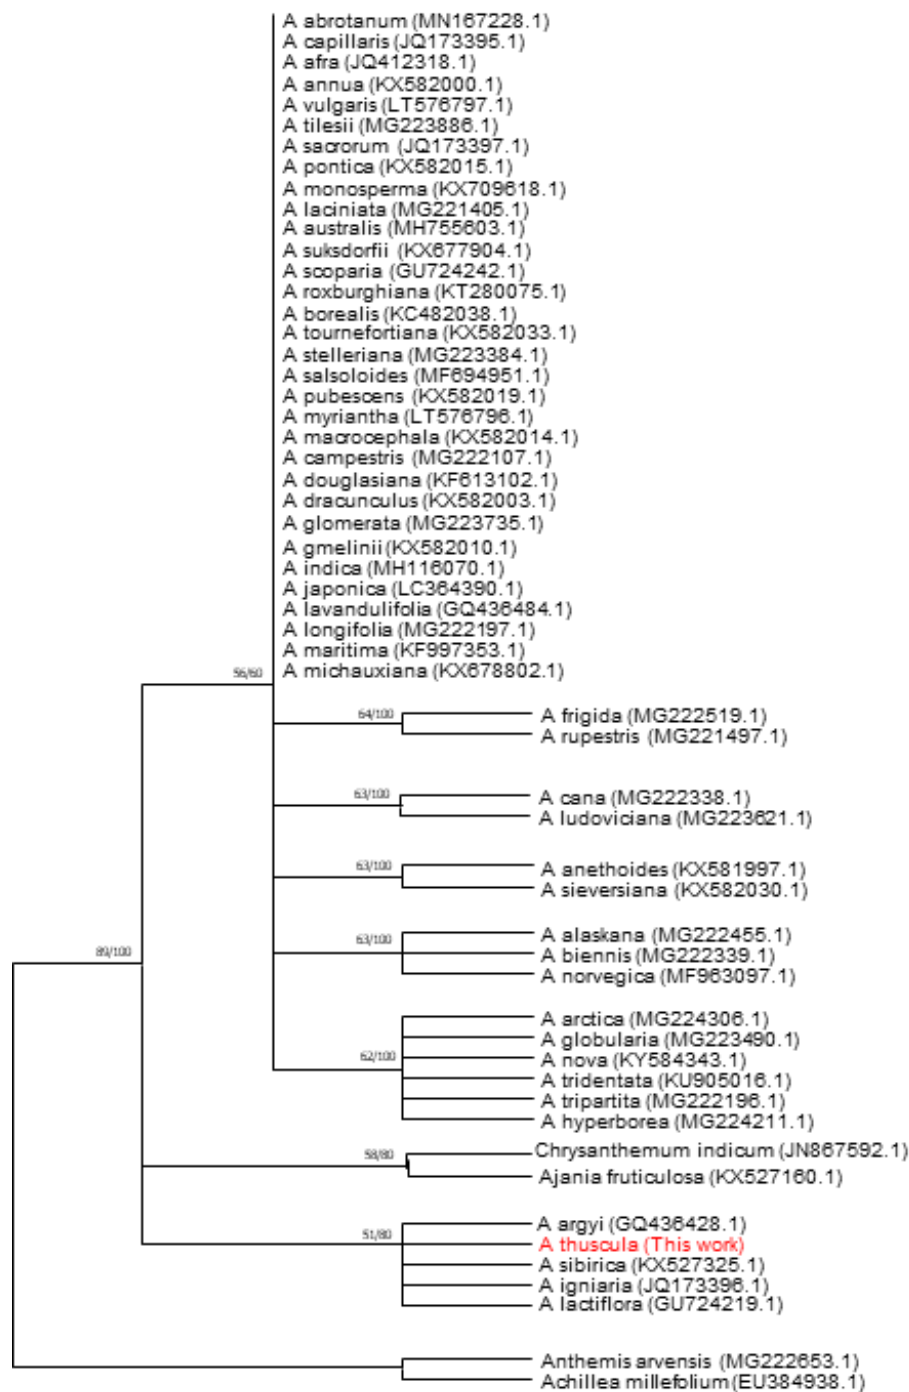 A abrotanum (MN167228.1)
A capillaris (JQ173395.1)
A afra (JQ412318.1)
A annua (KX582000.1)
A vulgaris (LT576797.1)
A tilesii (MG223886.1)
A sacrorum (JQ173397.1)
A pontica (KX582015.1)
A monosperma (KX709618.1)
A laciniata (MG221405.1)
A australis (MH755603.1)
A suksdorfii (KX677904.1)
A scoparia (GU724242.1)
A roxburghiana (KT280075.1)
A borealis (KC482038.1)
A tournefortiana (KX582033.1)
A stelleriana (MG223384.1)
A salsoloides (MF694951.1)
A pubescens (KX582019.1)
A myriantha (LT576796.1)
A macrocephala (KX582014.1)
A campestris (MG222107.1)
A douglasiana (KF613102.1)
A dracunculus (KX582003.1)
A glomerata (MG223735.1)
A gmelinii (KX582010.1)
A indica (MH116070.1)
A japonica (LC364390.1)
A lavandulifolia (GQ436484.1)
A longifolia (MG222197.1)
A maritima (KF997353.1)
A michauxiana (KX678802.1)
56/60
64/100
A frigida (MG222519.1)
A rupestris (MG221497.1)
63/100
A cana (MG222338.1)
A ludoviciana (MG223621.1)
63/100
A anethoides (KX581997.1)
A sieversiana (KX582030.1)
63/100
A alaskana (MG222455.1)
A biennis (MG222339.1)
A norvegica (MF963097.1)
89/100
62/100
A arctica (MG224306.1)
A globularia (MG223490.1)
A nova (KY584343.1)
A tridentata (KU905016.1)
A tripartita (MG222196.1)
A hyperborea (MG224211.1)
58/80
Chrysanthemum indicum (JN867592.1)
Ajania fruticulosa (KX527160.1)
51/80
A argyi (GQ436428.1)
A thuscula (This work)
A sibirica (KX527325.1)
A igniaria (JQ173396.1)
A lactiflora (GU724219.1)
Anthemis arvensis (MG222653.1)
Achillea millefolium (EU384938.1)